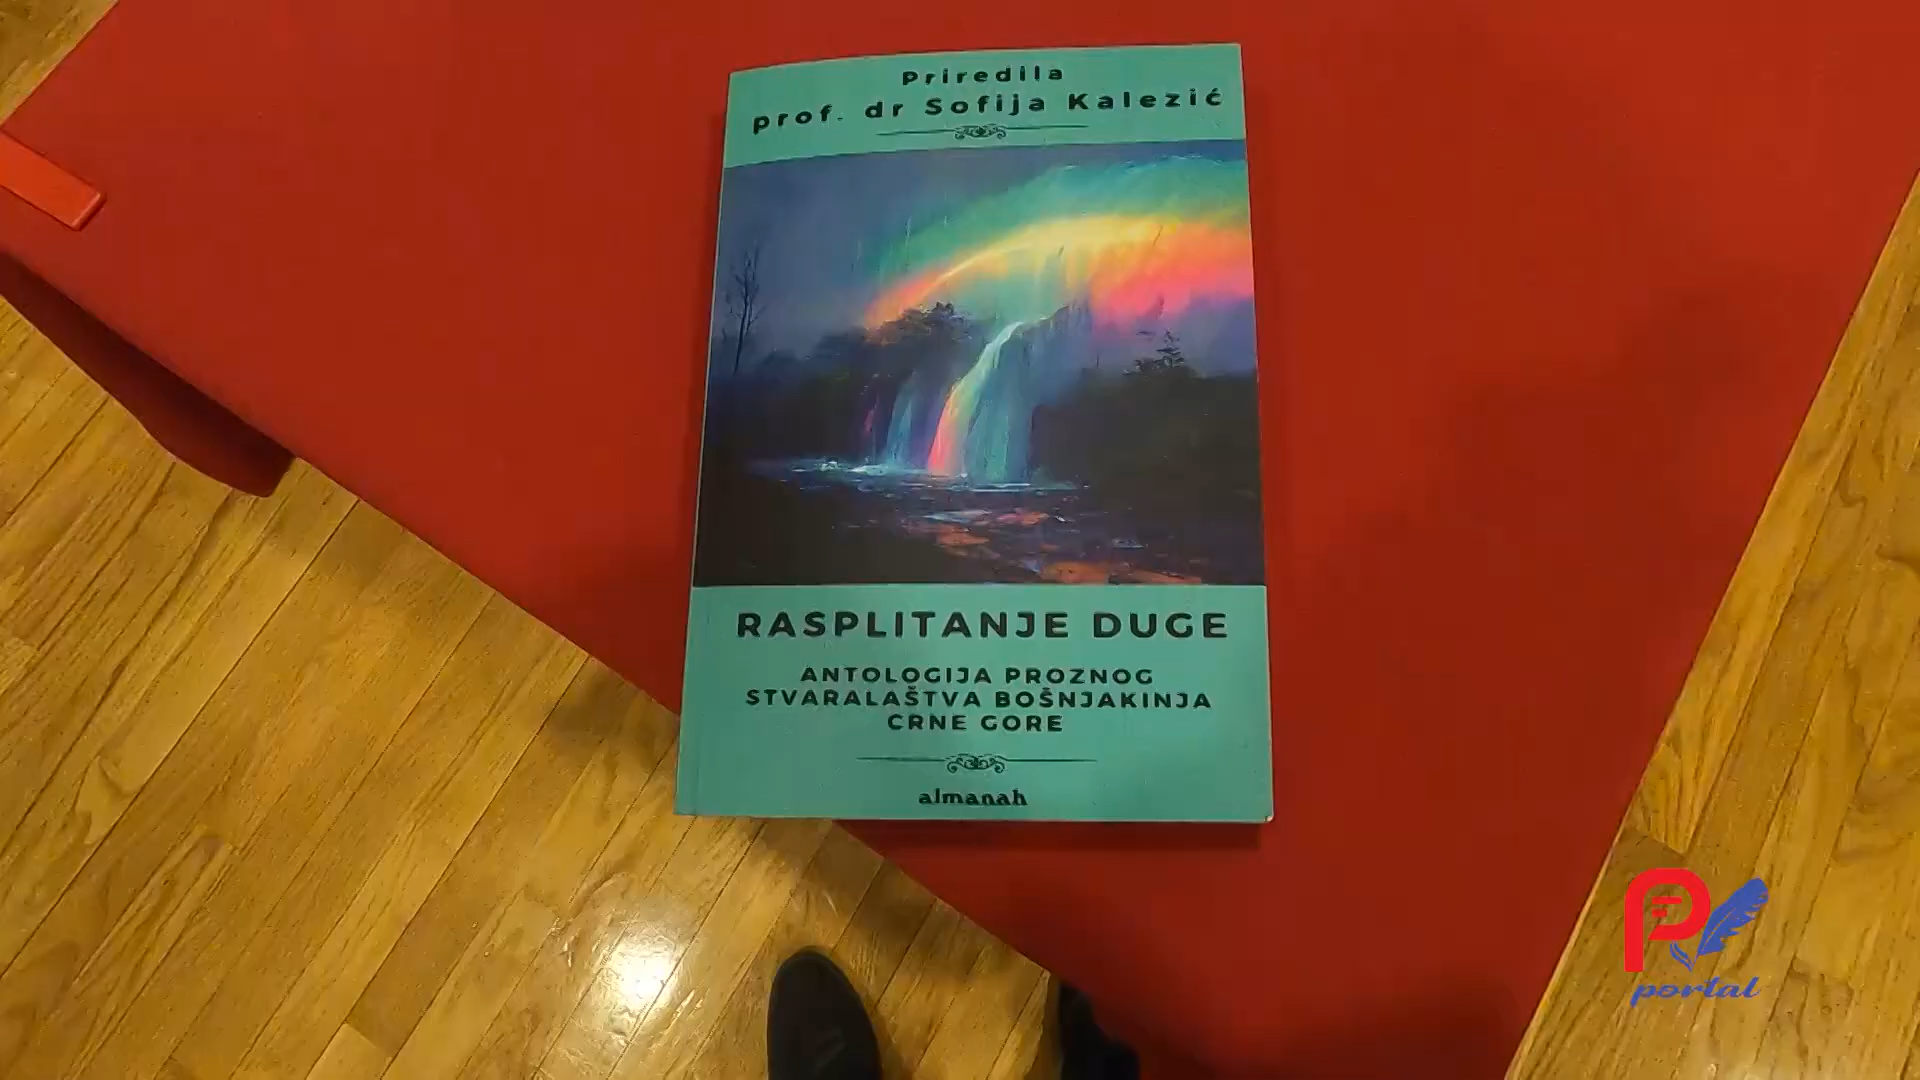 Priredila
prof. dr Sofija Kalezić
RASPLITANJE DUGE
ANTOLOGIJA PROZNOG
STVARALAŠTVA BOŠNJAKINJA
CRNE GORE
almanah
P
portal